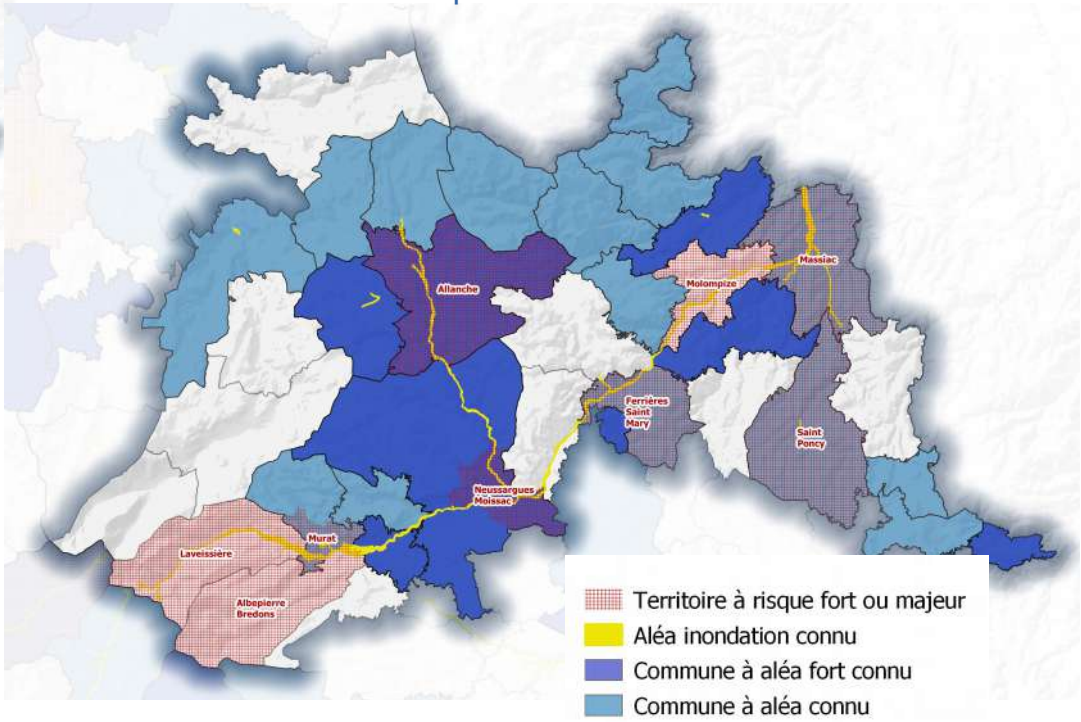 Allanche
Massiac
Molompize
Ferrières
Saint
Mary
Saint
Poncy
Neussargues
Moissac
Murat
Laveissière
Albepierre
Bredons
Territoire à risque fort ou majeur
Aléa inondation connu
Commune à aléa fort connu
Commune à aléa connu